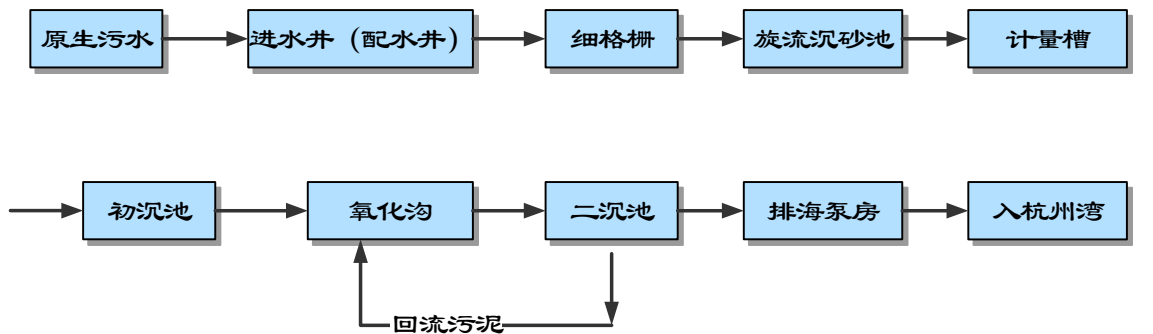 原生污水
进水井（配水井）
细格栅
旋流沉砂池
计量槽
初沉池
氧化沟
二沉池
排海泵房
入杭州湾
回流污泥